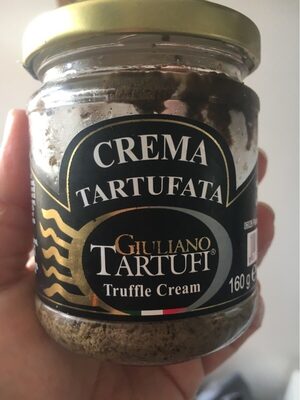 CREMA
TARTUFATA
GIULIANO
TARTUFI®
Truffle Cream
160 g e